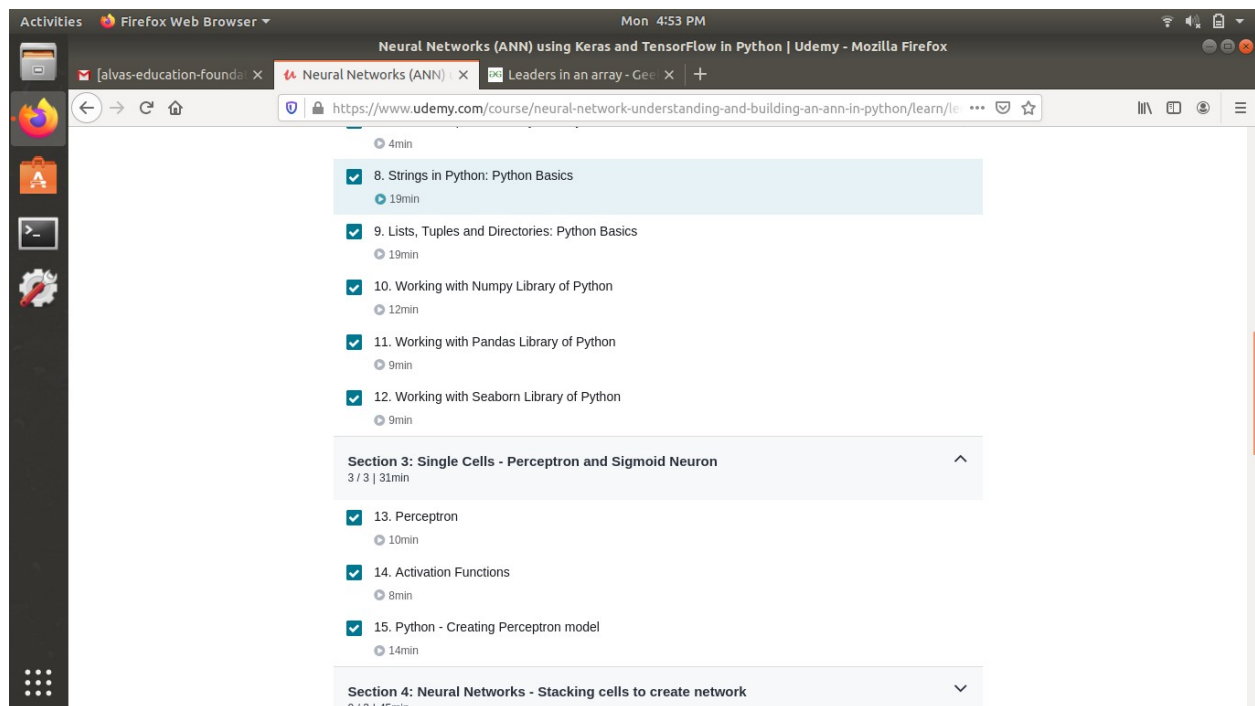 Activities Firefox Web Browser Mon 4:53 PM
Neural Networks (ANN) using Keras and TensorFlow in Python | Udemy - Mozilla Firefox
[alvas-education-founda Neural Networks (ANN) Leaders in an array - Gee
https://www.udemy.com/course/neural-network-understanding-and-building-an-ann-in-python/learn/le
4min
8. Strings in Python: Python Basics
19min
9. Lists, Tuples and Directories: Python Basics
19min
10. Working with Numpy Library of Python
12min
11. Working with Pandas Library of Python
9min
12. Working with Seaborn Library of Python
9min
Section 3: Single Cells - Perceptron and Sigmoid Neuron
3 / 3 | 31min
13. Perceptron
10min
14. Activation Functions
8min
15. Python - Creating Perceptron model
14min
Section 4: Neural Networks - Stacking cells to create network